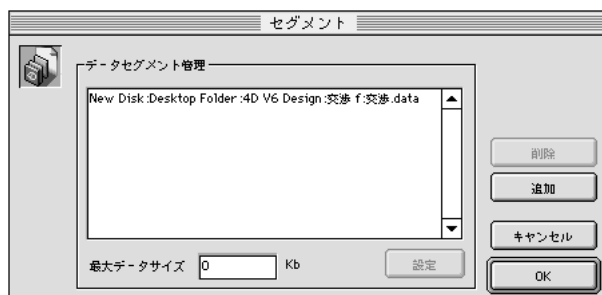 セグメント
データセグメント管理
New Disk:Desktop Folder:4D V6 Design:交渉 f:交渉.data
削除
追加
キャンセル
最大データサイズ 0 Kb 設定
OK